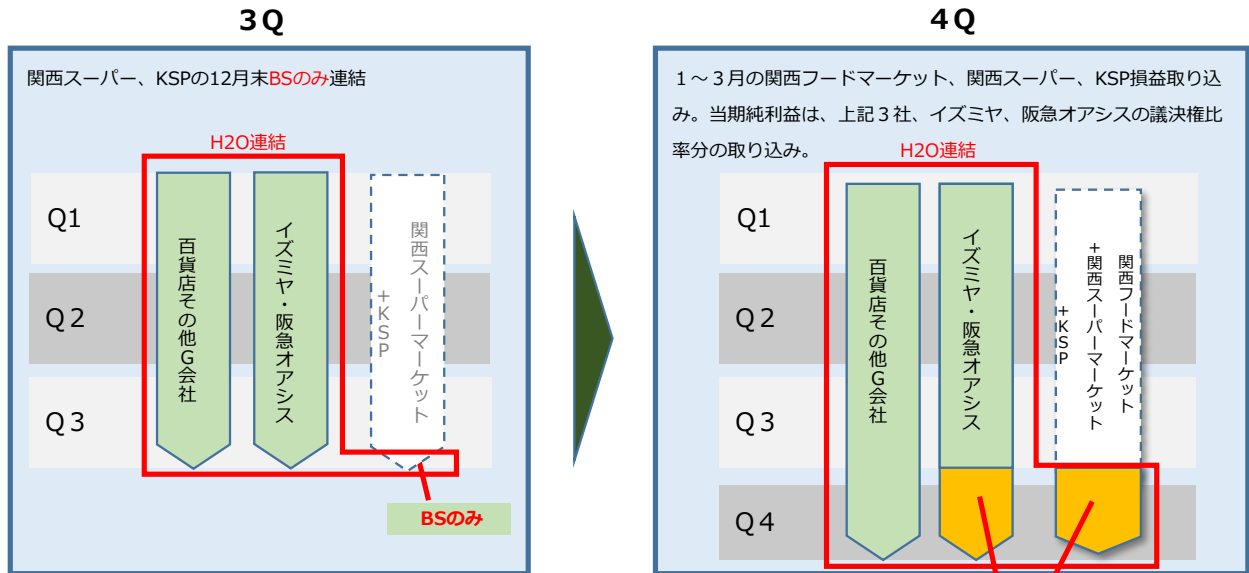 3Q
関西スーパー、KSPの12月末BSのみ連結
H2O連結
Q1
Q2
Q3
百貨店その他G会社
イズミヤ・阪急オアシス
関西スーパーマーケット
+KSP
BSのみ
4Q
1～3月の関西フードマーケット、関西スーパー、KSP損益取り込
み。当期純利益は、上記3社、イズミヤ、阪急オアシスの議決権比
率分の取り込み。
H2O連結
Q1
Q2
Q3
Q4
百貨店その他G会社
イズミヤ・阪急オアシス
関西フードマーケット
+関西スーパーマーケット
+KSP